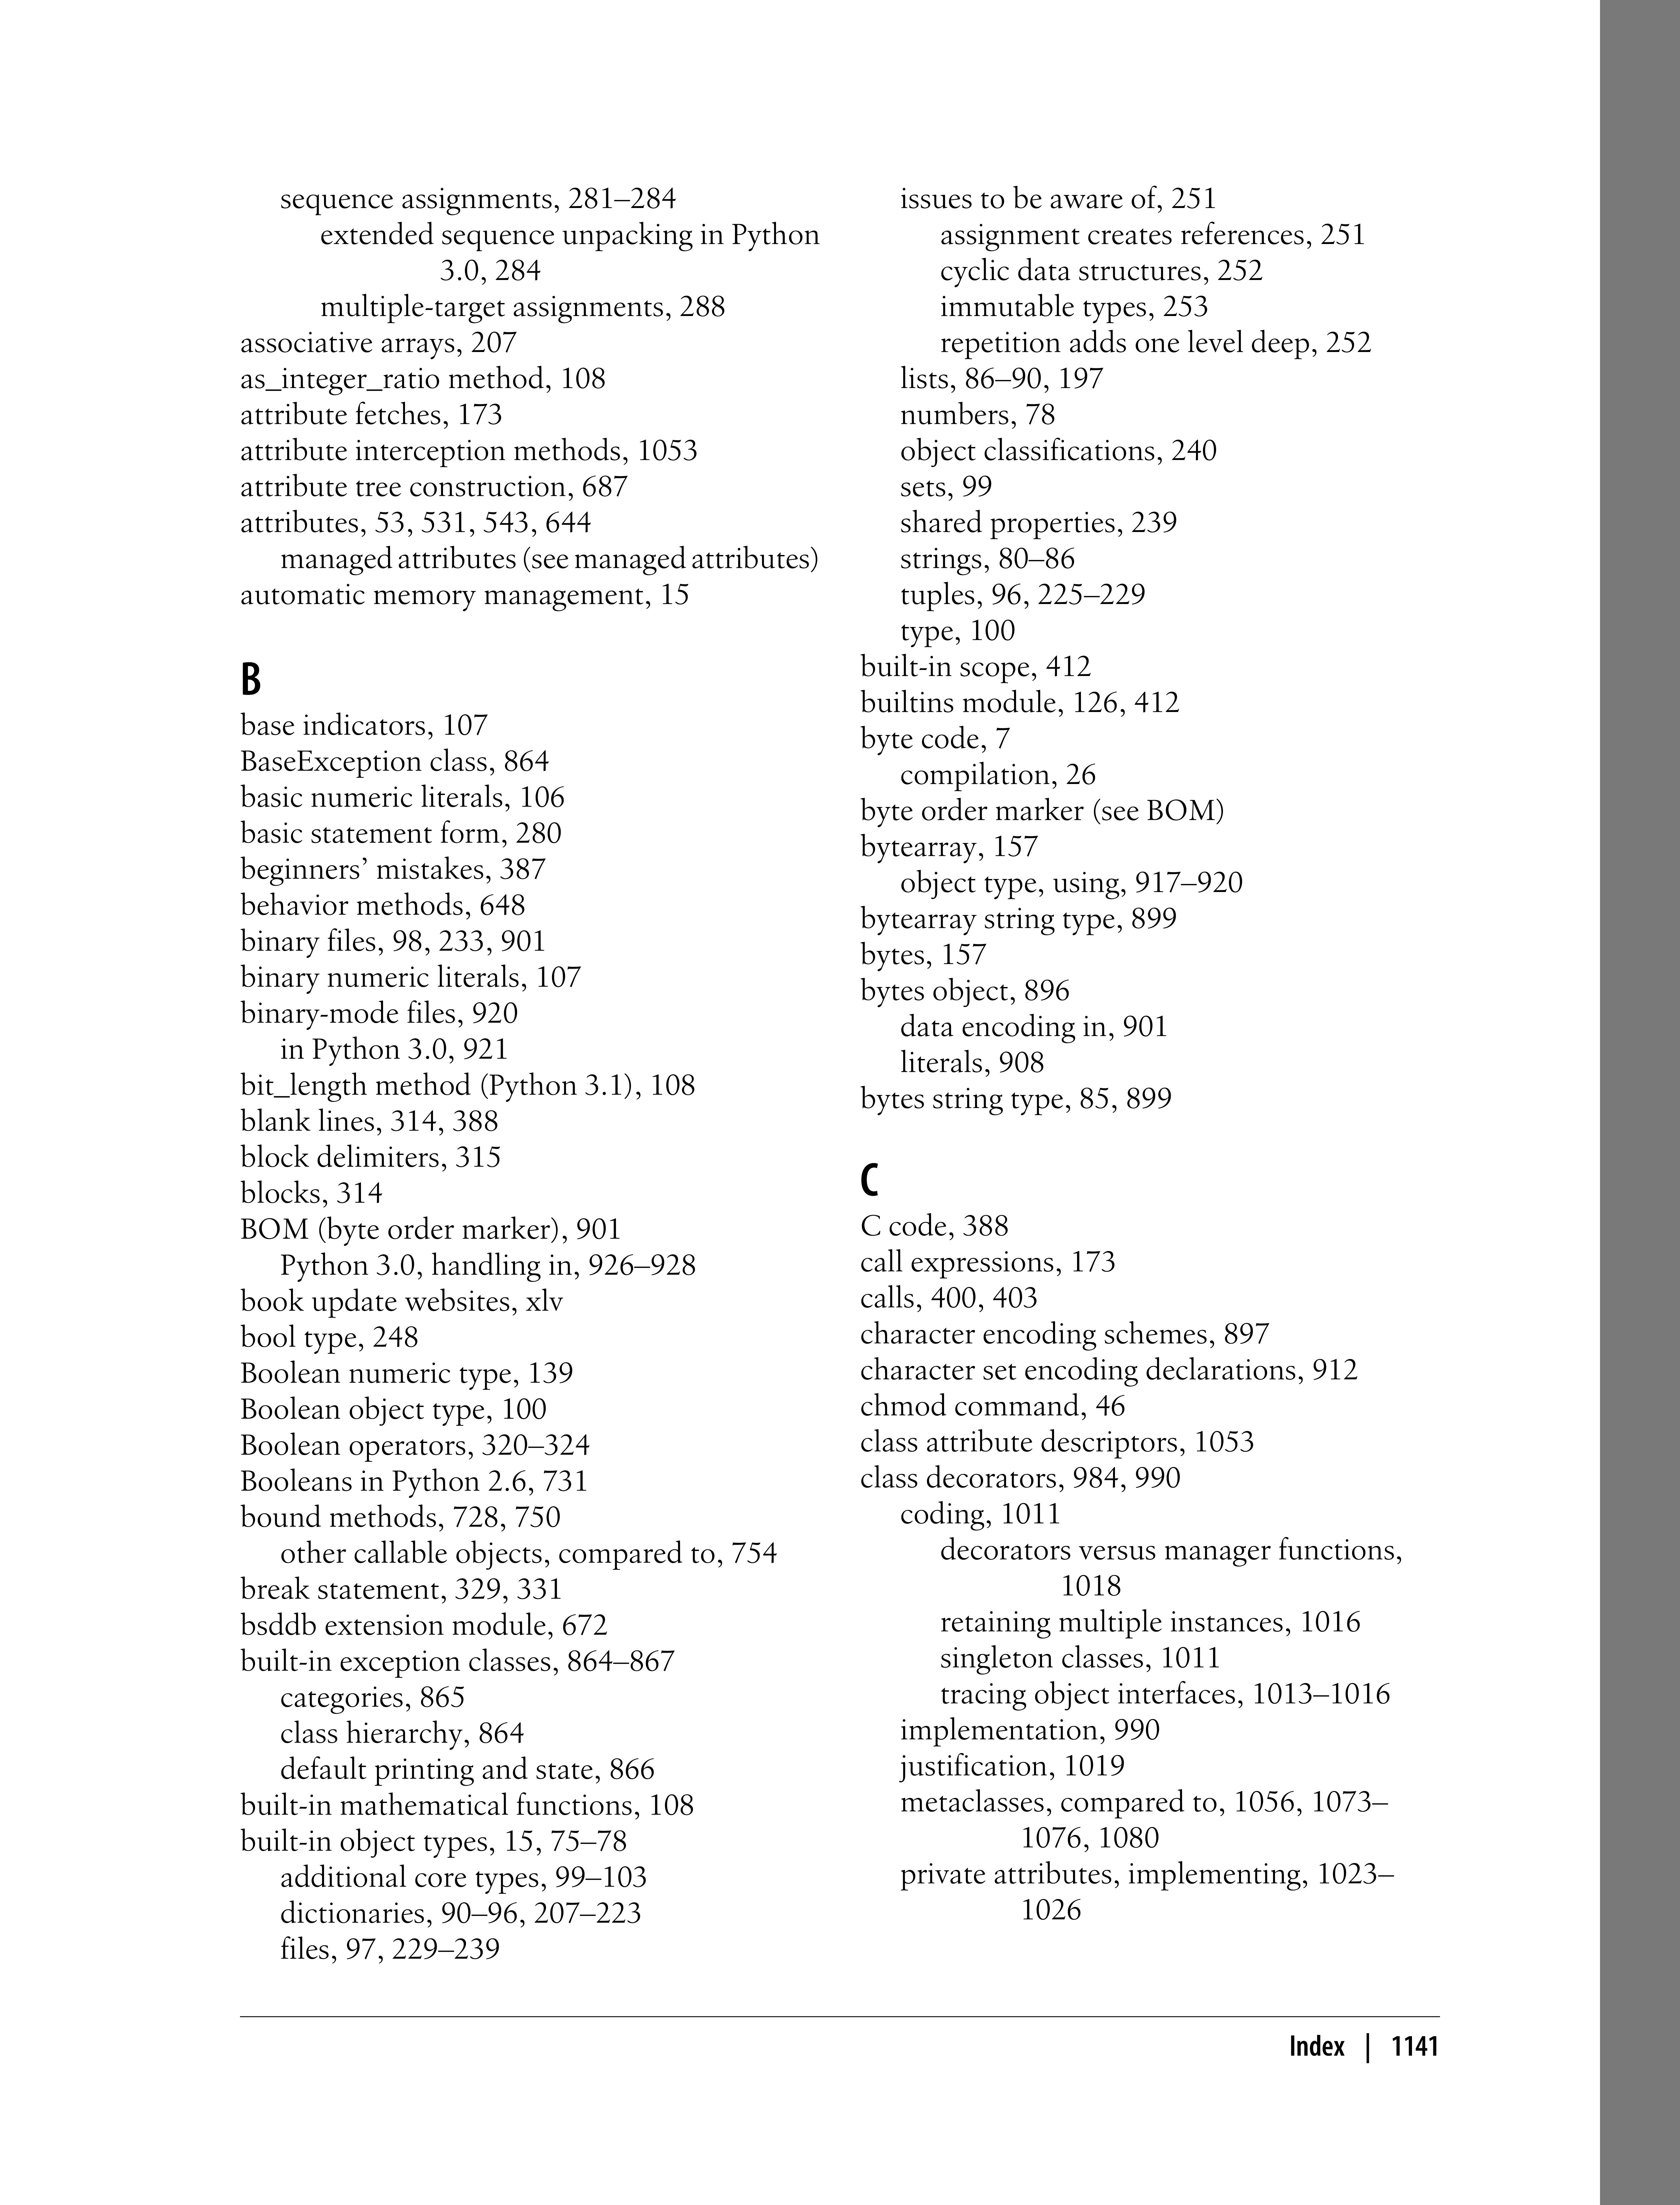 sequence assignments, 281–284
extended sequence unpacking in Python
3.0, 284
multiple-target assignments, 288
associative arrays, 207
as_integer_ratio method, 108
attribute fetches, 173
attribute interception methods, 1053
attribute tree construction, 687
attributes, 53, 531, 543, 644
managed attributes (see managed attributes)
automatic memory management, 15
B
base indicators, 107
BaseException class, 864
basic numeric literals, 106
basic statement form, 280
beginners’ mistakes, 387
behavior methods, 648
binary files, 98, 233, 901
binary numeric literals, 107
binary-mode files, 920
in Python 3.0, 921
bit_length method (Python 3.1), 108
blank lines, 314, 388
block delimiters, 315
blocks, 314
BOM (byte order marker), 901
Python 3.0, handling in, 926–928
book update websites, xlv
bool type, 248
Boolean numeric type, 139
Boolean object type, 100
Boolean operators, 320–324
Booleans in Python 2.6, 731
bound methods, 728, 750
other callable objects, compared to, 754
break statement, 329, 331
bsddb extension module, 672
built-in exception classes, 864–867
categories, 865
class hierarchy, 864
default printing and state, 866
built-in mathematical functions, 108
built-in object types, 15, 75–78
additional core types, 99–103
dictionaries, 90–96, 207–223
files, 97, 229–239
issues to be aware of, 251
assignment creates references, 251
cyclic data structures, 252
immutable types, 253
repetition adds one level deep, 252
lists, 86–90, 197
numbers, 78
object classifications, 240
sets, 99
shared properties, 239
strings, 80–86
tuples, 96, 225–229
type, 100
built-in scope, 412
builtins module, 126, 412
byte code, 7
compilation, 26
byte order marker (see BOM)
bytearray, 157
object type, using, 917–920
bytearray string type, 899
bytes, 157
bytes object, 896
data encoding in, 901
literals, 908
bytes string type, 85, 899
C
C code, 388
call expressions, 173
calls, 400, 403
character encoding schemes, 897
character set encoding declarations, 912
chmod command, 46
class attribute descriptors, 1053
class decorators, 984, 990
coding, 1011
decorators versus manager functions,
1018
retaining multiple instances, 1016
singleton classes, 1011
tracing object interfaces, 1013–1016
implementation, 990
justification, 1019
metaclasses, compared to, 1056, 1073–
1076, 1080
private attributes, implementing, 1023–
1026
Index | 1141